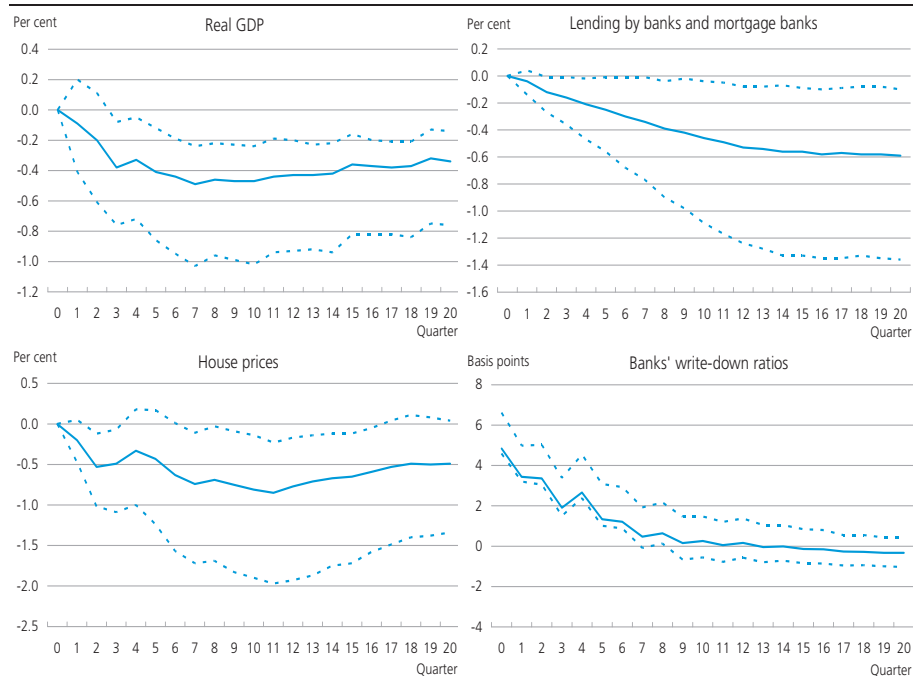 Per cent
Real GDP
0.4
0.2
0.0
-0.2
-0.4
-0.6
-0.8
-1.0
-1.2
0 1 2 3 4 5 6 7 8 9 10 11 12 13 14 15 16 17 18 19 20
Quarter
Per cent
Lending by banks and mortgage banks
0.2
0.0
-0.2
-0.4
-0.6
-0.8
-1.0
-1.2
-1.4
-1.6
0 1 2 3 4 5 6 7 8 9 10 11 12 13 14 15 16 17 18 19 20
Quarter
Per cent
House prices
0.5
0.0
-0.5
-1.0
-1.5
-2.0
-2.5
0 1 2 3 4 5 6 7 8 9 10 11 12 13 14 15 16 17 18 19 20
Quarter
Basis points
Banks' write-down ratios
8
6
4
2
0
-2
-4
0 1 2 3 4 5 6 7 8 9 10 11 12 13 14 15 16 17 18 19 20
Quarter